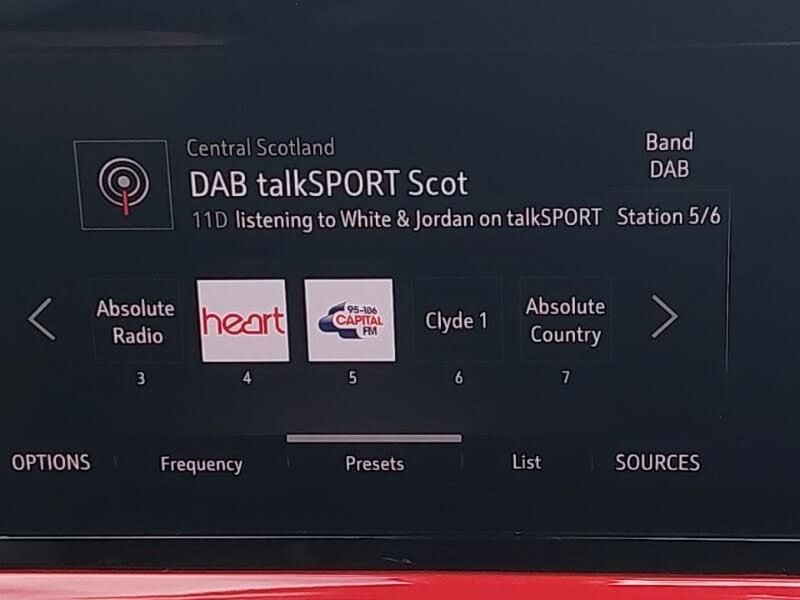 Central Scotland
Band
DAB talkSPORT Scot
DAB
11D listening to White & Jordan on talkSPORT
Station 5/6
Absolute
Radio
heart
95-106
CAPITAL
FM
Clyde 1
Absolute
Country
3
4
5
6
7
OPTIONS
Frequency
Presets
List
SOURCES